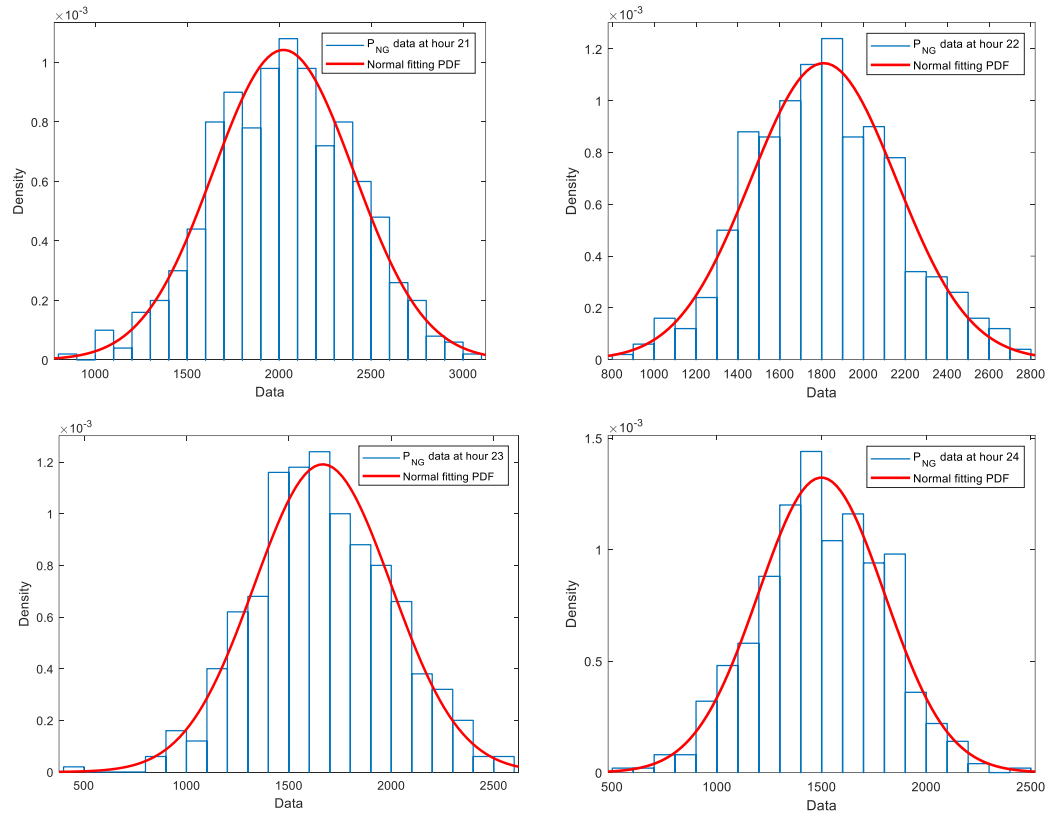 ×10⁻³
P_NG data at hour 21
Normal fitting PDF
1
0.8
0.6
0.4
0.2
0
Density
1000 1500 2000 2500 3000
Data
×10⁻³
P_NG data at hour 22
Normal fitting PDF
1.2
1
0.8
0.6
0.4
0.2
0
Density
800 1000 1200 1400 1600 1800 2000 2200 2400 2600 2800
Data
×10⁻³
P_NG data at hour 23
Normal fitting PDF
1.2
1
0.8
0.6
0.4
0.2
0
Density
500 1000 1500 2000 2500
Data
×10⁻³
P_NG data at hour 24
Normal fitting PDF
1.5
1
0.5
0
Density
500 1000 1500 2000 2500
Data